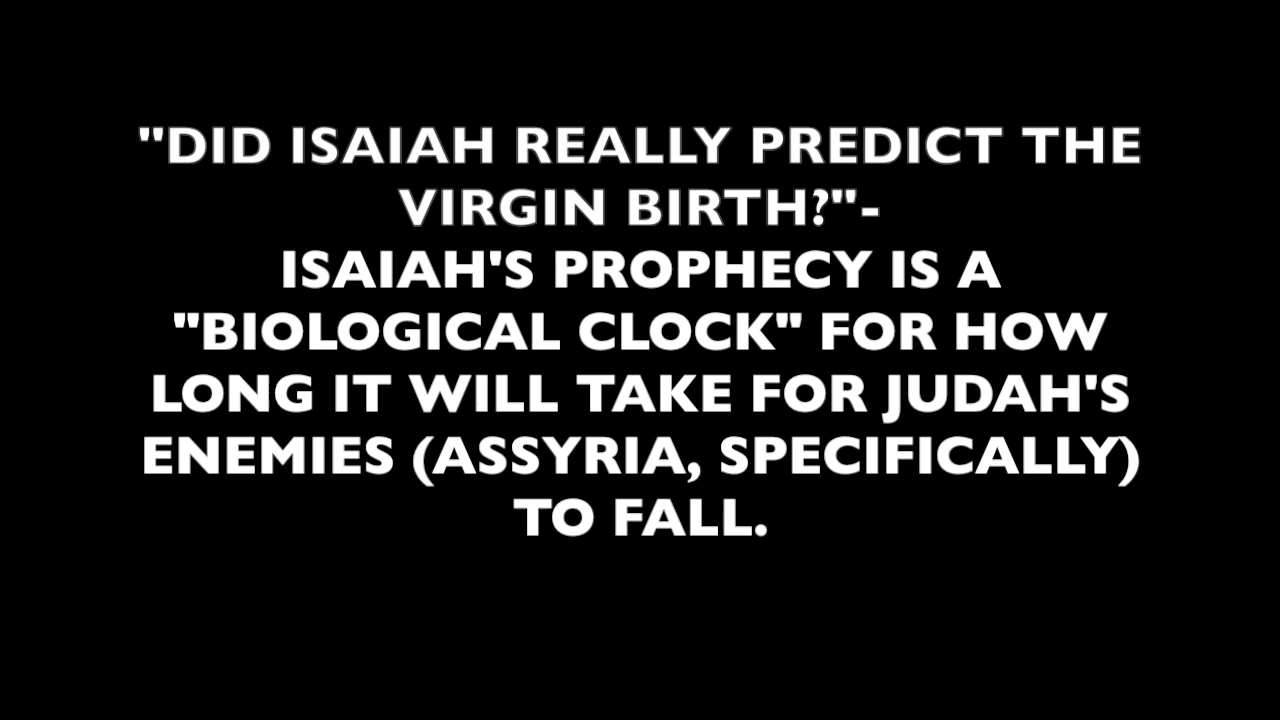 "DID ISAIAH REALLY PREDICT THE
VIRGIN BIRTH?"-
ISAIAH'S PROPHECY IS A
"BIOLOGICAL CLOCK" FOR HOW
LONG IT WILL TAKE FOR JUDAH'S
ENEMIES (ASSYRIA, SPECIFICALLY)
TO FALL.